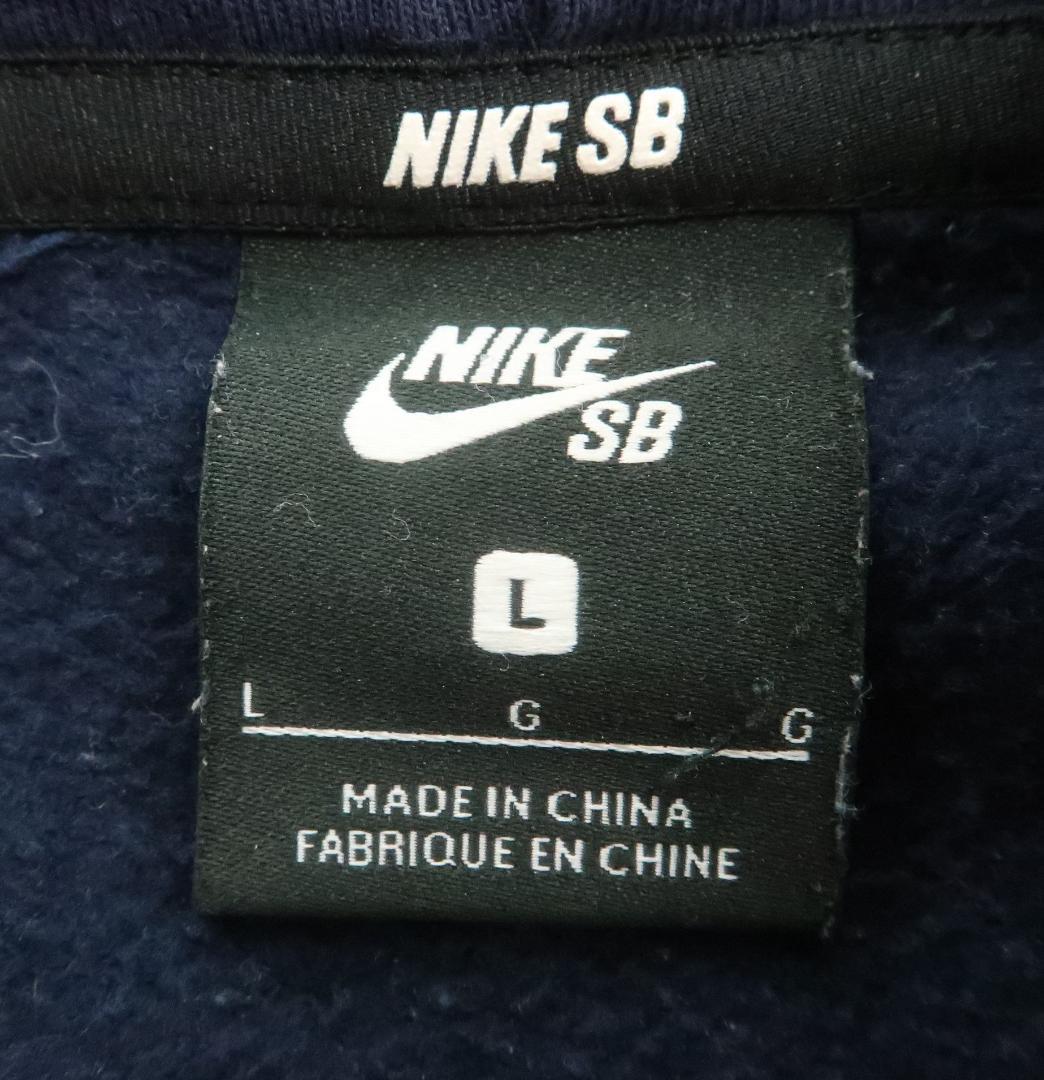 NIKE SB
NIKE
SB
L
L G G
MADE IN CHINA
FABRIQUE EN CHINE